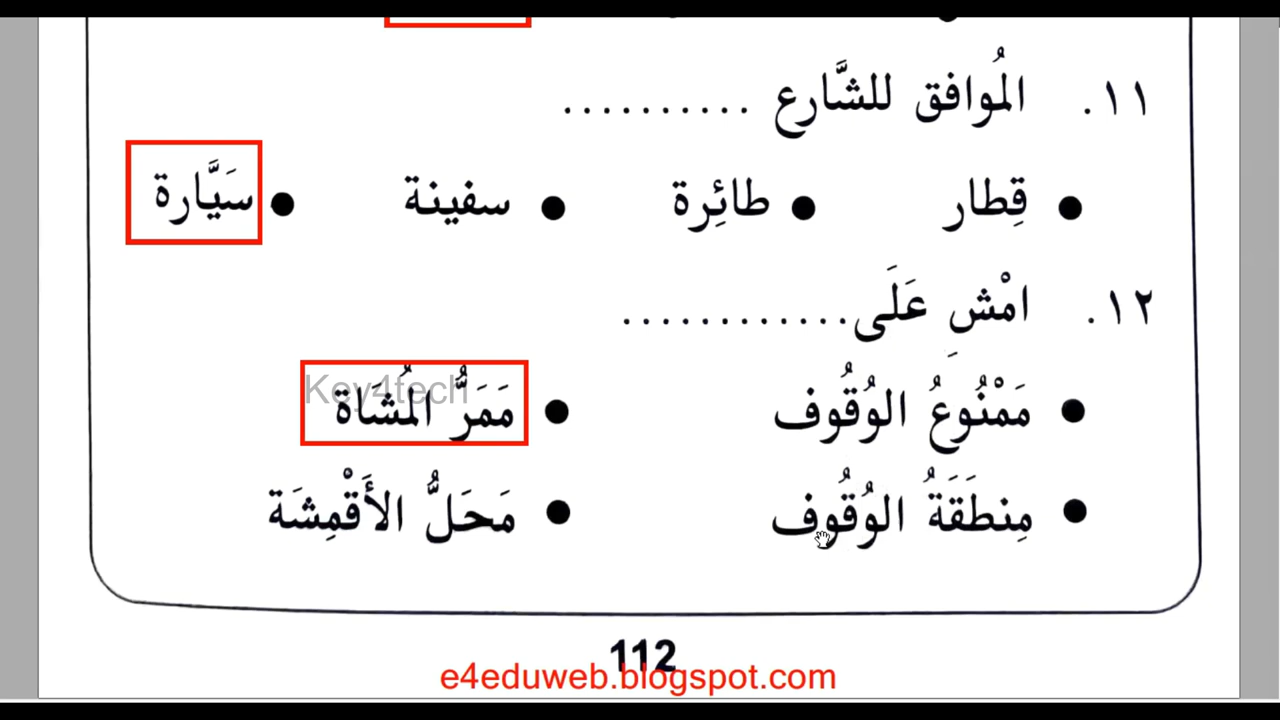 ١١. المُوافق للشَّارع ..........
● قِطار ● طائِرة ● سفينة ● سَيَّارة
١٢. امْشِ عَلَى............
● مَمْنُوعُ الوُقُوف ● مَمَرُّ المُشَاة
Key4tech
● مِنطَقَةُ الوُقُوف ● مَحَلُّ الأَقْمِشَة
112
e4eduweb.blogspot.com